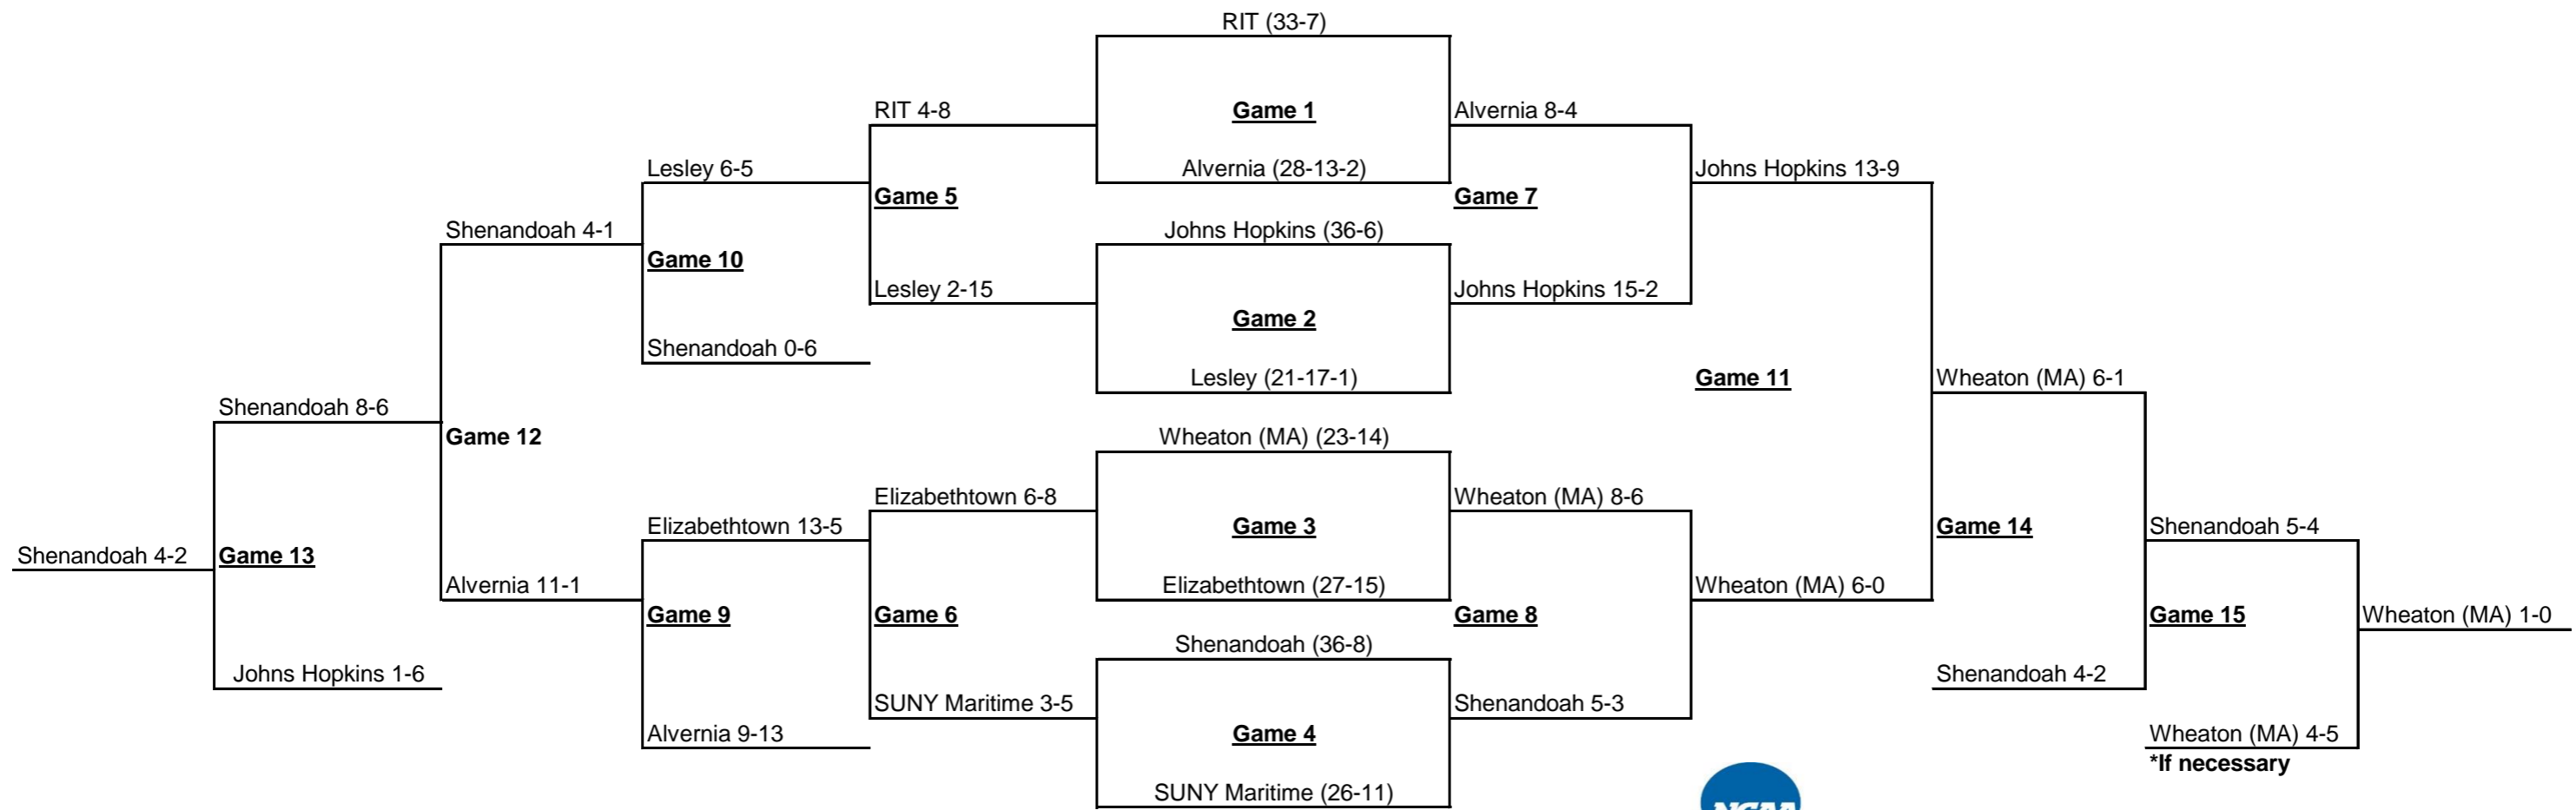 RIT (33-7)
RIT 4-8
Game 1
Alvernia 8-4
Lesley 6-5
Alvernia (28-13-2)
Johns Hopkins 13-9
Game 5
Game 7
Shenandoah 4-1
Johns Hopkins (36-6)
Game 10
Lesley 2-15
Johns Hopkins 15-2
Game 2
Shenandoah 0-6
Lesley (21-17-1)
Game 11
Wheaton (MA) 6-1
Shenandoah 8-6
Game 12
Wheaton (MA) (23-14)
Elizabethtown 6-8
Wheaton (MA) 8-6
Elizabethtown 13-5
Game 3
Game 14
Shenandoah 5-4
Shenandoah 4-2
Game 13
Alvernia 11-1
Elizabethtown (27-15)
Wheaton (MA) 6-0
Game 9
Game 6
Game 8
Game 15
Wheaton (MA) 1-0
Shenandoah (36-8)
Johns Hopkins 1-6
Shenandoah 4-2
SUNY Maritime 3-5
Shenandoah 5-3
Alvernia 9-13
Game 4
Wheaton (MA) 4-5
*If necessary
SUNY Maritime (26-11)
NCAA